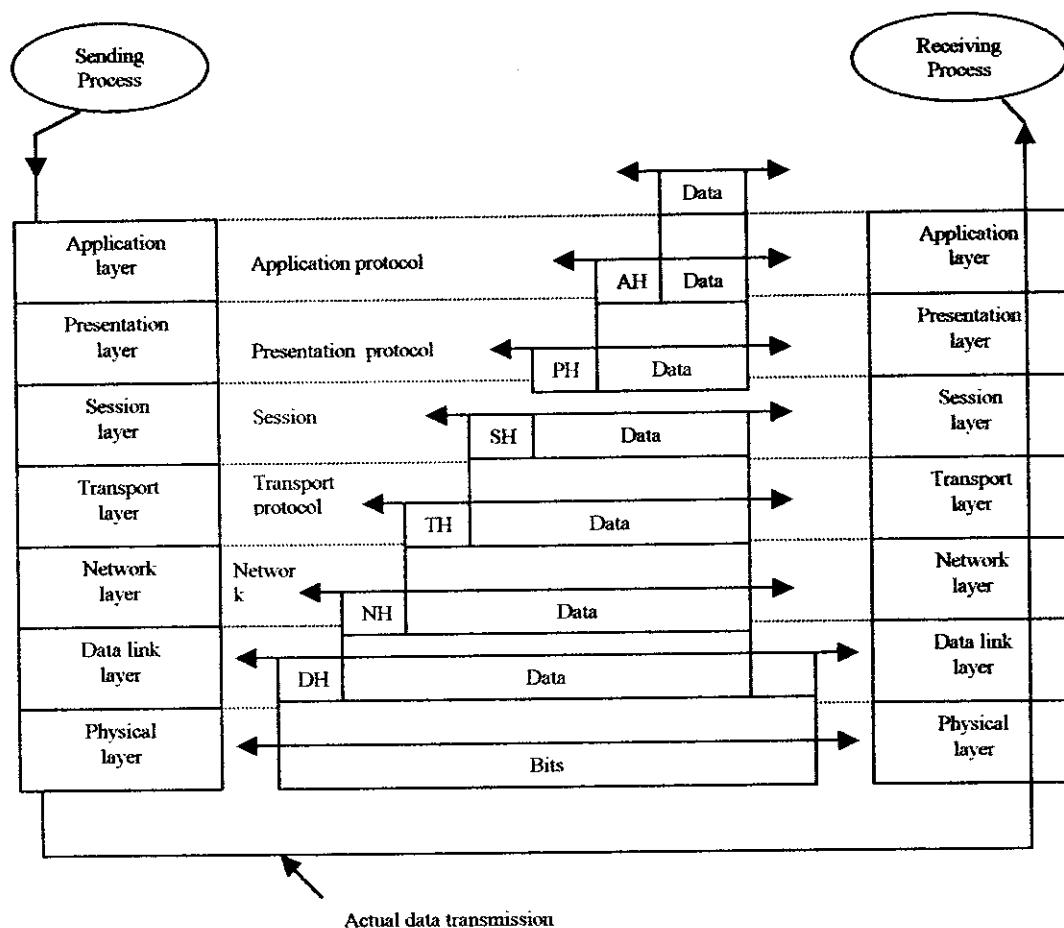 Sending
Process
Receiving
Process
Data
Application
layer
Application protocol
AH
Data
Application
layer
Presentation
layer
Presentation protocol
PH
Data
Presentation
layer
Session
layer
Session
SH
Data
Session
layer
Transport
layer
Transport
protocol
TH
Data
Transport
layer
Network
layer
Networ
k
NH
Data
Network
layer
Data link
layer
DH
Data
Data link
layer
Physical
layer
Bits
Physical
layer
Actual data transmission